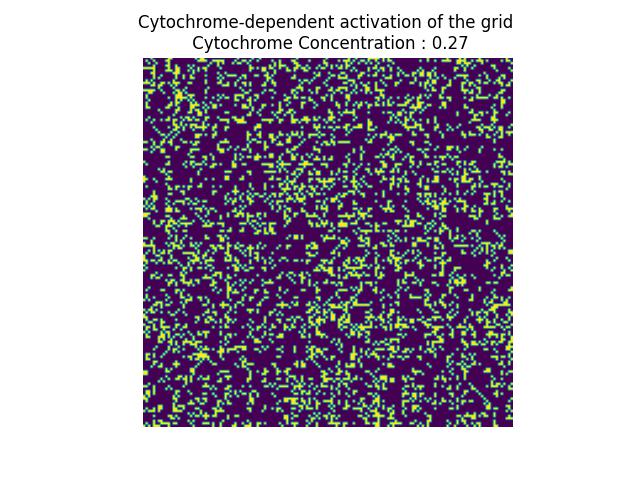 Cytochrome-dependent activation of the grid
Cytochrome Concentration : 0.27